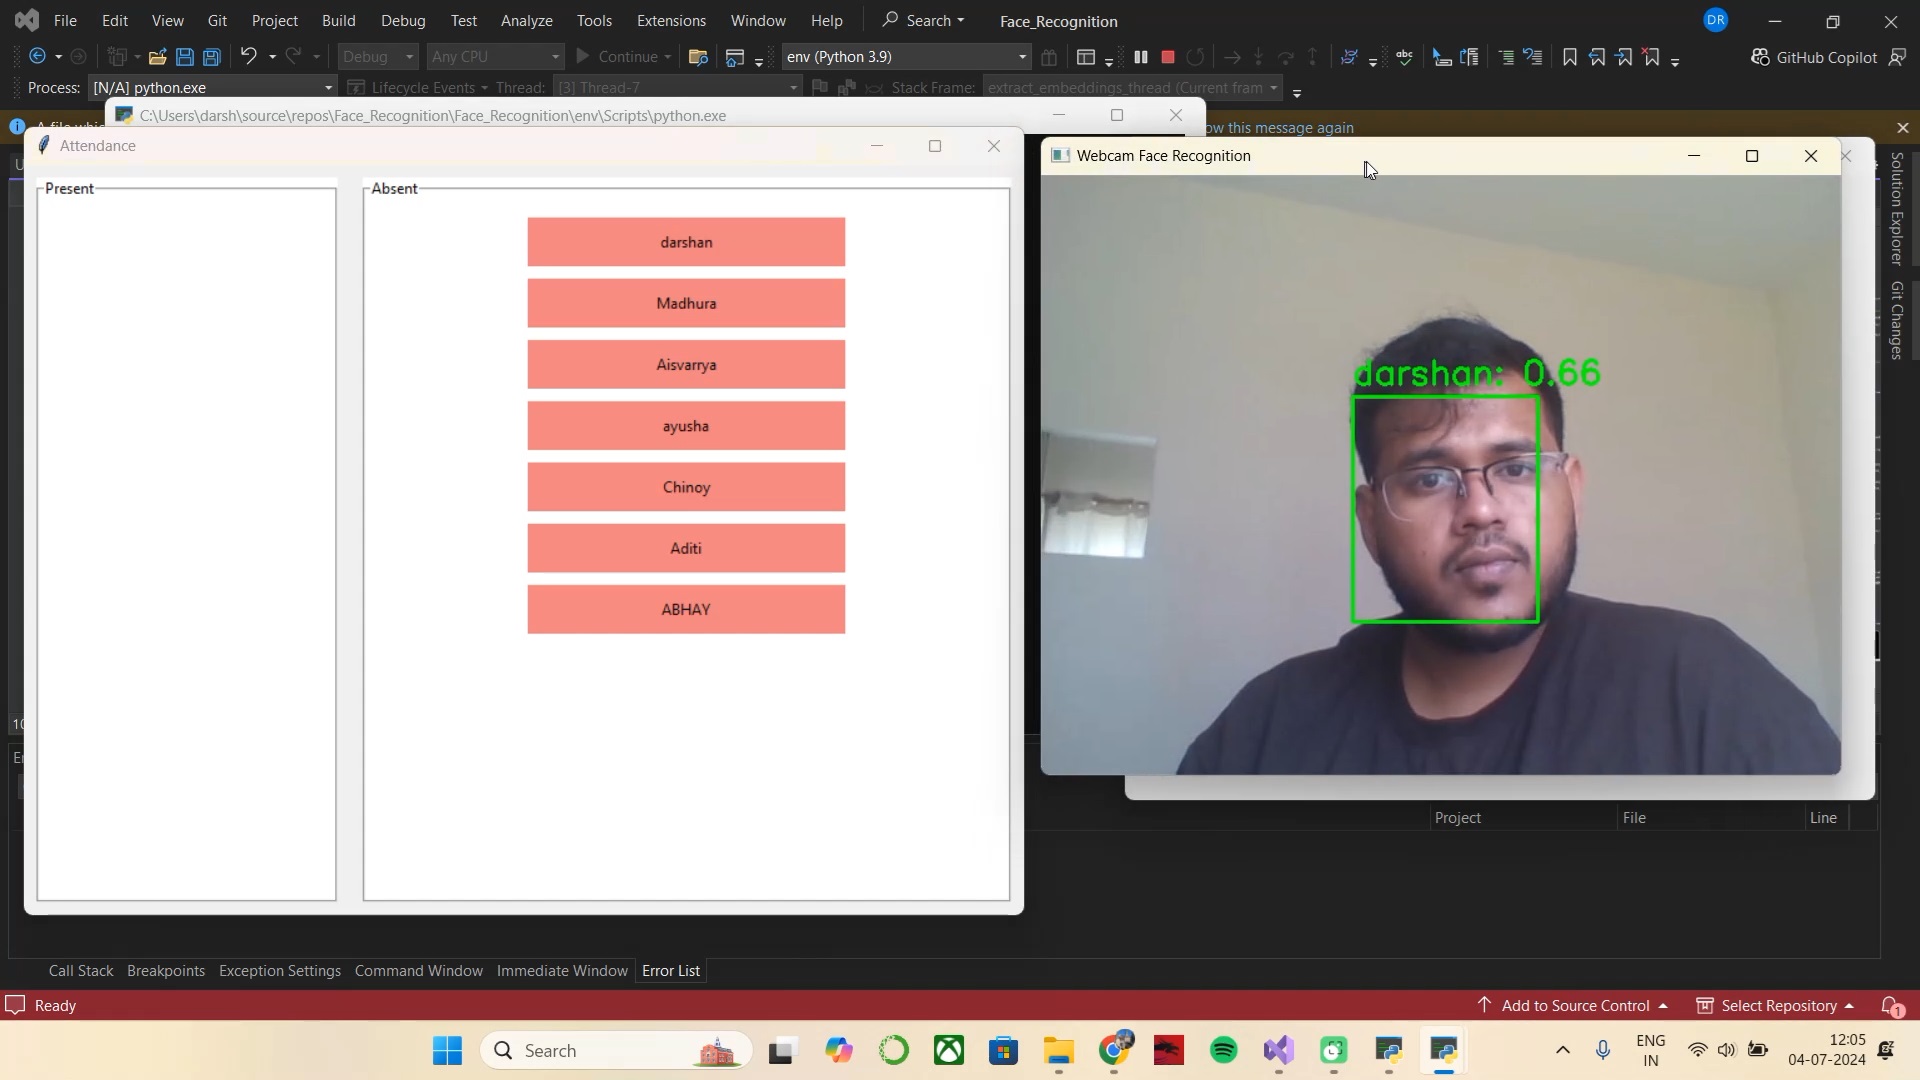 File Edit View Git Project Build Debug Test Analyze Tools Extensions Window Help Search Face_Recognition DR
Debug Any CPU Continue env (Python 3.9) abc GitHub Copilot
Process: [N/A] python.exe Lifecycle Events Thread: [3] Thread-7 Stack Frame: extract_embeddings_thread (Current fram
C:\Users\darsh\source\repos\Face_Recognition\Face_Recognition\env\Scripts\python.exe
ow this message again
Attendance
Webcam Face Recognition
Present
Absent
darshan
Madhura
Aisvarrya
ayusha
Chinoy
Aditi
ABHAY
darshan: 0.66
Solution Explorer
Git Changes
Project File Line
Call Stack Breakpoints Exception Settings Command Window Immediate Window Error List
Ready Add to Source Control Select Repository 1
Search
ENG
IN
12:05
04-07-2024